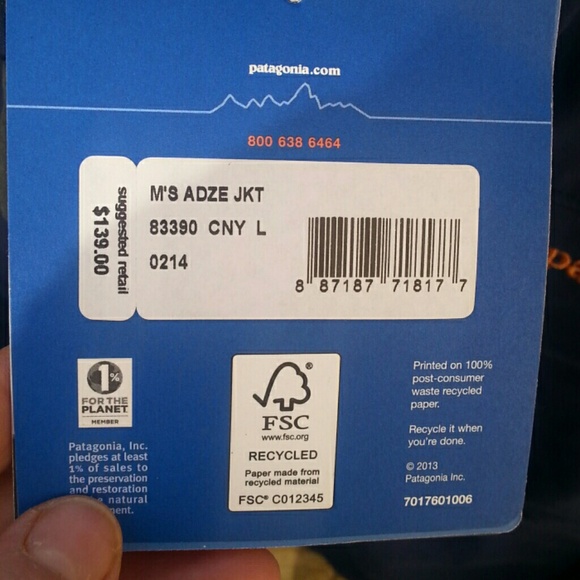 patagonia.com
800 638 6464
suggested retail
$139.00
M'S ADZE JKT
83390 CNY L
0214
8 87187 71817 7
1%
FOR THE
PLANET
MEMBER
Patagonia, Inc.
pledges at least
1% of sales to
the preservation
and restoration
natural
FSC®
www.fsc.org
RECYCLED
Paper made from
recycled material
FSC® C012345
Printed on 100%
post-consumer
waste recycled
paper.
Recycle it when
you're done.
© 2013
Patagonia Inc.
7017601006